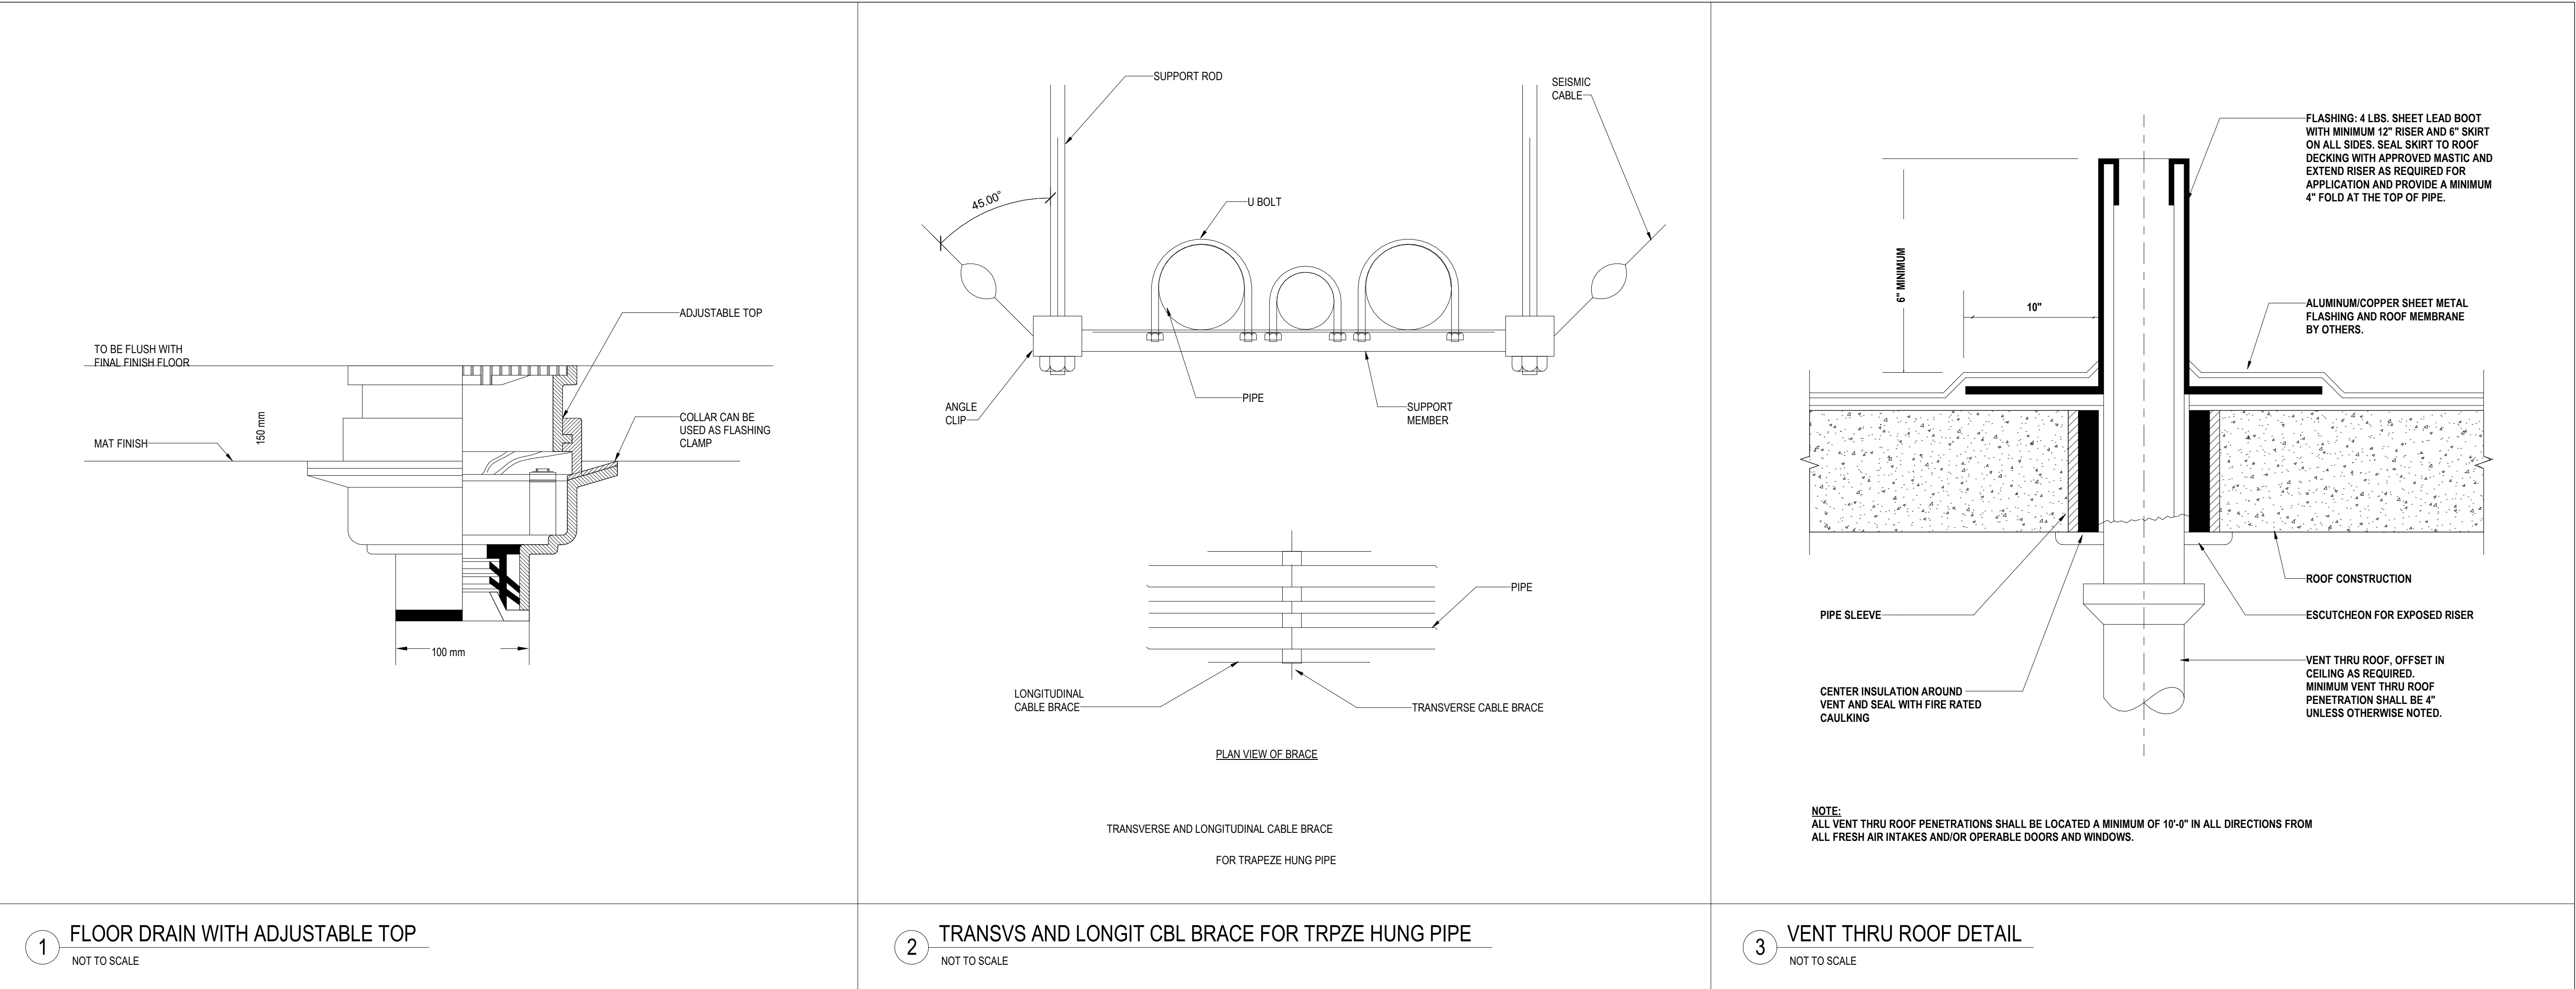 TO BE FLUSH WITH
FINAL FINISH FLOOR
150 mm
MAT FINISH
ADJUSTABLE TOP
COLLAR CAN BE
USED AS FLASHING
CLAMP
100 mm
1
FLOOR DRAIN WITH ADJUSTABLE TOP
NOT TO SCALE
SUPPORT ROD
SEISMIC
CABLE
45.00°
U BOLT
ANGLE
CLIP
PIPE
SUPPORT
MEMBER
PIPE
LONGITUDINAL
CABLE BRACE
TRANSVERSE CABLE BRACE
PLAN VIEW OF BRACE
TRANSVERSE AND LONGITUDINAL CABLE BRACE
FOR TRAPEZE HUNG PIPE
2
TRANSVS AND LONGIT CBL BRACE FOR TRPZE HUNG PIPE
NOT TO SCALE
FLASHING: 4 LBS. SHEET LEAD BOOT
WITH MINIMUM 12" RISER AND 6" SKIRT
ON ALL SIDES. SEAL SKIRT TO ROOF
DECKING WITH APPROVED MASTIC AND
EXTEND RISER AS REQUIRED FOR
APPLICATION AND PROVIDE A MINIMUM
4" FOLD AT THE TOP OF PIPE.
6" MINIMUM
10"
ALUMINUM/COPPER SHEET METAL
FLASHING AND ROOF MEMBRANE
BY OTHERS.
ROOF CONSTRUCTION
PIPE SLEEVE
ESCUTCHEON FOR EXPOSED RISER
CENTER INSULATION AROUND
VENT AND SEAL WITH FIRE RATED
CAULKING
VENT THRU ROOF, OFFSET IN
CEILING AS REQUIRED.
MINIMUM VENT THRU ROOF
PENETRATION SHALL BE 4"
UNLESS OTHERWISE NOTED.
NOTE:
ALL VENT THRU ROOF PENETRATIONS SHALL BE LOCATED A MINIMUM OF 10'-0" IN ALL DIRECTIONS FROM
ALL FRESH AIR INTAKES AND/OR OPERABLE DOORS AND WINDOWS.
3
VENT THRU ROOF DETAIL
NOT TO SCALE